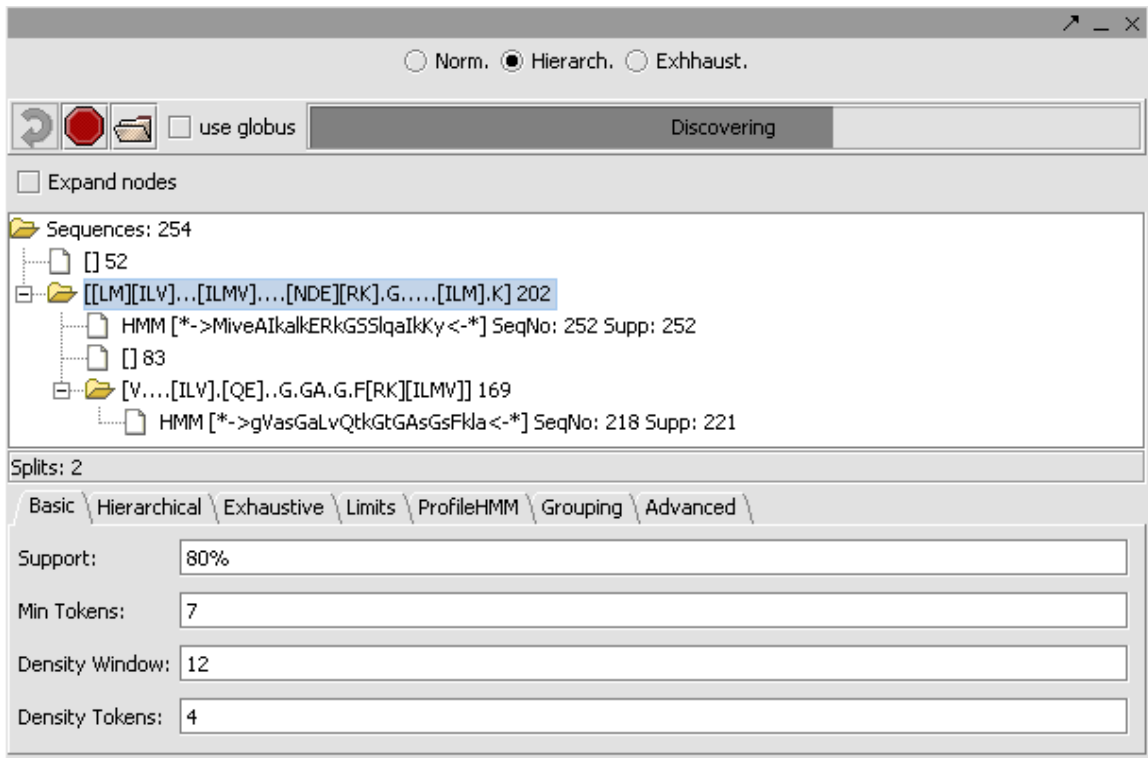 Norm. Hierarch. Exhhaust.
use globus Discovering
Expand nodes
Sequences: 254
[] 52
[[LM][ILV]...[ILMV]....[NDE][RK].G.....[ILM].K] 202
HMM [*->MiveAIkalkERkGSSlqaIkKy<-*] SeqNo: 252 Supp: 252
[] 83
[V....[ILV].[QE]..G.GA.G.F[RK][ILMV]] 169
HMM [*->gVasGaLvQtkGtGAsGsFkla<-*] SeqNo: 218 Supp: 221
Splits: 2
Basic Hierarchical Exhaustive Limits ProfileHMM Grouping Advanced
Support: 80%
Min Tokens: 7
Density Window: 12
Density Tokens: 4